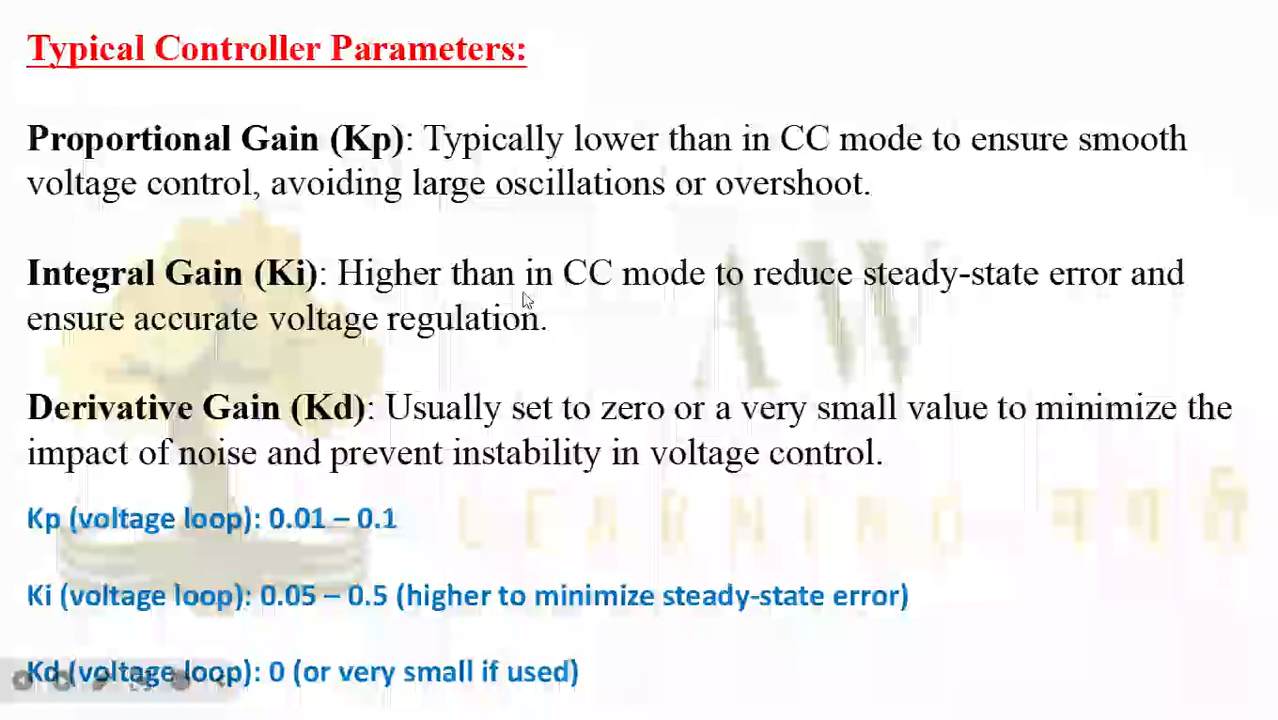 Typical Controller Parameters:
Proportional Gain (Kp): Typically lower than in CC mode to ensure smooth
voltage control, avoiding large oscillations or overshoot.
Integral Gain (Ki): Higher than in CC mode to reduce steady-state error and
ensure accurate voltage regulation.
AW
Derivative Gain (Kd): Usually set to zero or a very small value to minimize the
impact of noise and prevent instability in voltage control.
LEARNING
Kp (voltage loop): 0.01 – 0.1
Ki (voltage loop): 0.05 – 0.5 (higher to minimize steady-state error)
Kd (voltage loop): 0 (or very small if used)